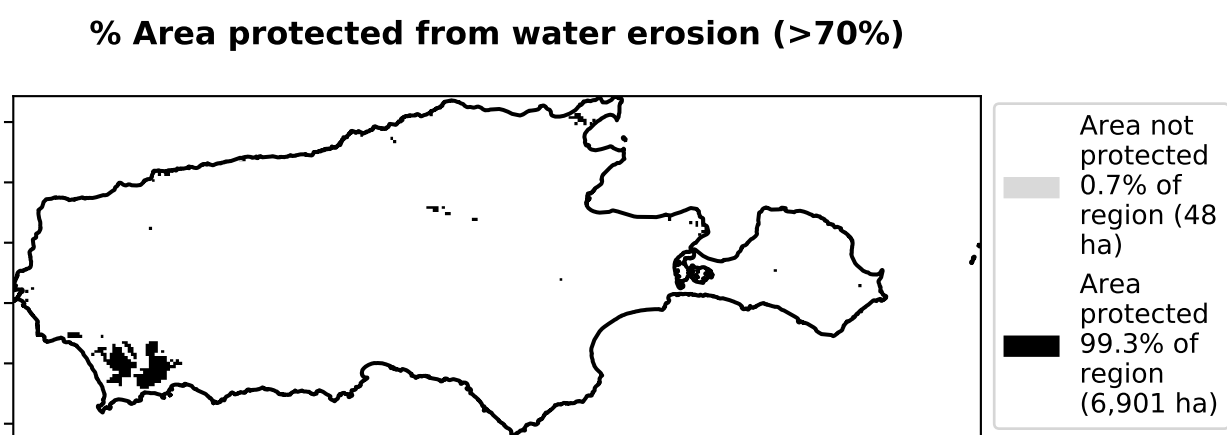 % Area protected from water erosion (>70%)
Area not
protected
0.7% of
region (48
ha)
Area
protected
99.3% of
region
(6,901 ha)